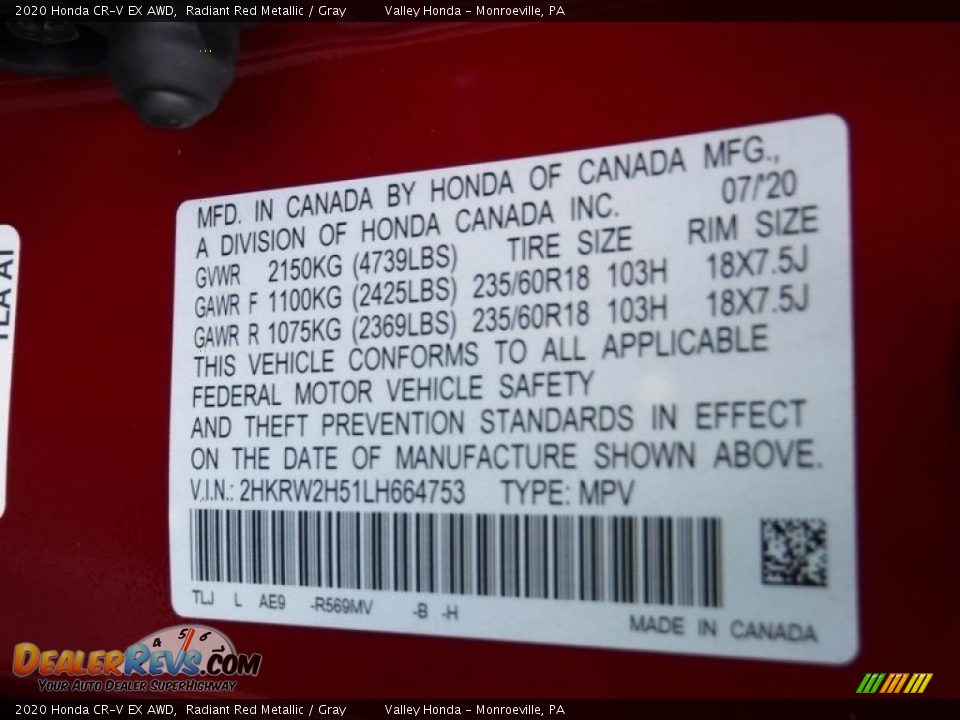 2020 Honda CR-V EX AWD,  Radiant Red Metallic / Gray        Valley Honda - Monroeville, PA
MFD. IN CANADA BY HONDA OF CANADA MFG.,
A DIVISION OF HONDA CANADA INC. 07/'20
GVWR 2150KG (4739LBS) TIRE SIZE RIM SIZE
GAWR F 1100KG (2425LBS) 235/60R18 103H 18X7.5J
GAWR R 1075KG (2369LBS) 235/60R18 103H 18X7.5J
THIS VEHICLE CONFORMS TO ALL APPLICABLE
FEDERAL MOTOR VEHICLE SAFETY
AND THEFT PREVENTION STANDARDS IN EFFECT
ON THE DATE OF MANUFACTURE SHOWN ABOVE.
V.I.N.: 2HKRW2H51LH664753 TYPE: MPV
TLJ L AE9 -R569MV -B -H
MADE IN CANADA
4 5 6
DEALERREVS.COM
YOUR AUTO DEALER SUPERHIGHWAY
2020 Honda CR-V EX AWD,  Radiant Red Metallic / Gray        Valley Honda - Monroeville, PA